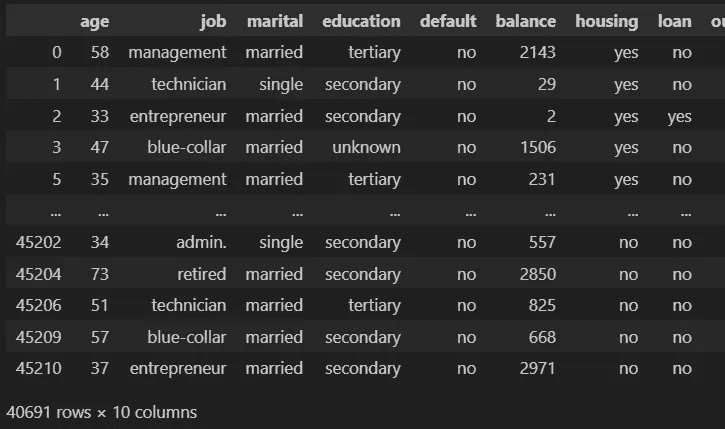 age job marital education default balance housing loan ou
0 58 management married tertiary no 2143 yes no
1 44 technician single secondary no 29 yes no
2 33 entrepreneur married secondary no 2 yes yes
3 47 blue-collar married unknown no 1506 yes no
5 35 management married tertiary no 231 yes no
... ... ... ... ... ... ... ... ...
45202 34 admin. single secondary no 557 no no
45204 73 retired married secondary no 2850 no no
45206 51 technician married tertiary no 825 no no
45209 57 blue-collar married secondary no 668 no no
45210 37 entrepreneur married secondary no 2971 no no
40691 rows × 10 columns